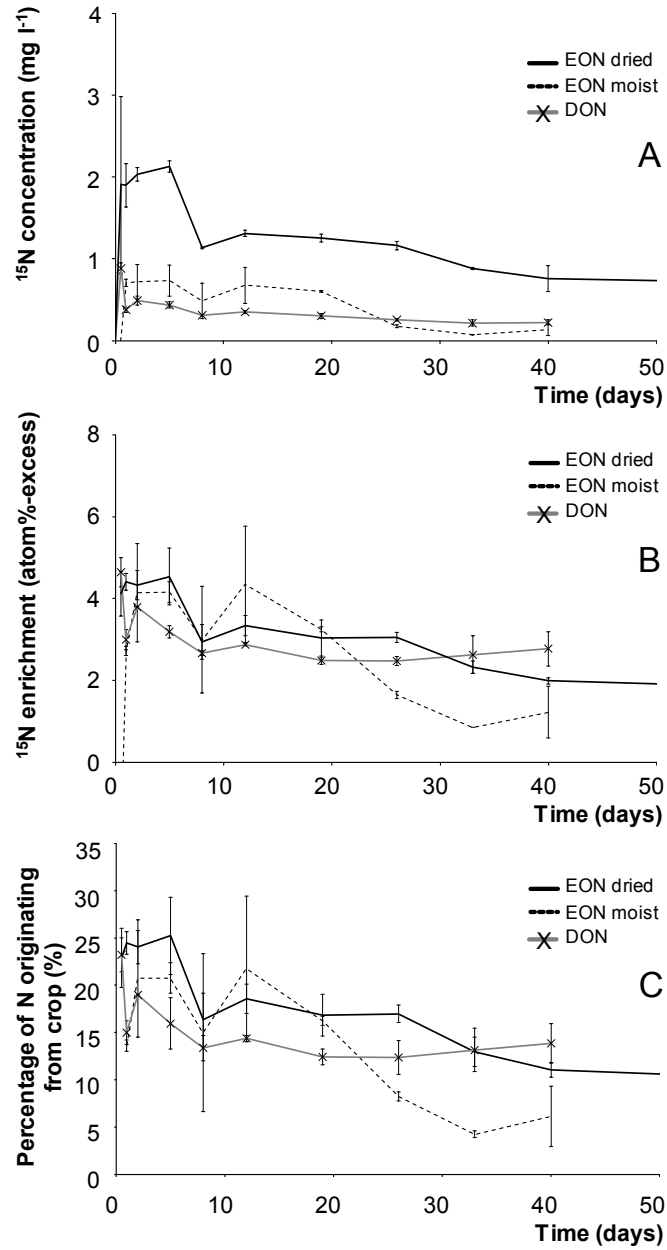 ¹⁵N concentration (mg l⁻¹)
4
3
2
1
0
EON dried
EON moist
DON
A
0
10
20
30
40
50
Time (days)
¹⁵N enrichment (atom%-excess)
8
6
4
2
0
EON dried
EON moist
DON
B
0
10
20
30
40
50
Time (days)
Percentage of N originating
from crop (%)
35
30
25
20
15
10
5
0
EON dried
EON moist
DON
C
0
10
20
30
40
50
Time (days)